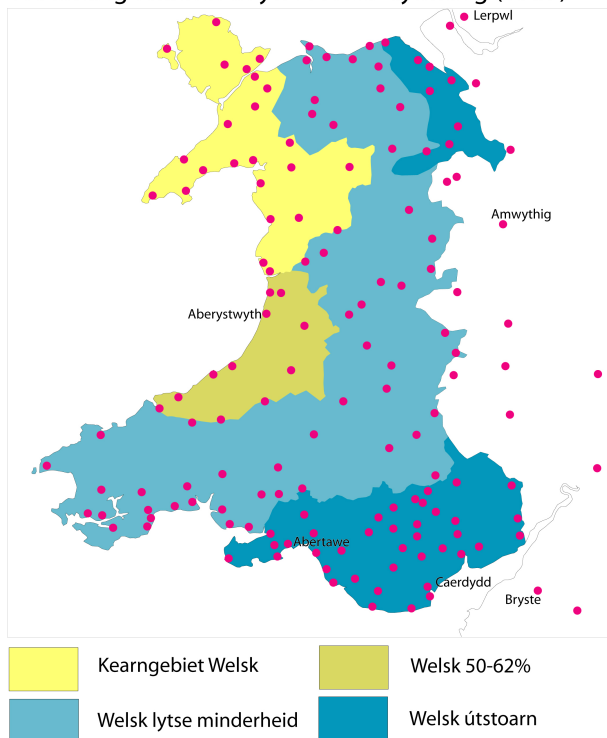 Lerpwl
Amwythig
Aberystwyth
Abertawe
Caerdydd
Bryste
Kearngebiet Welsk
Welsk 50-62%
Welsk lytse minderheid
Welsk útstoarn